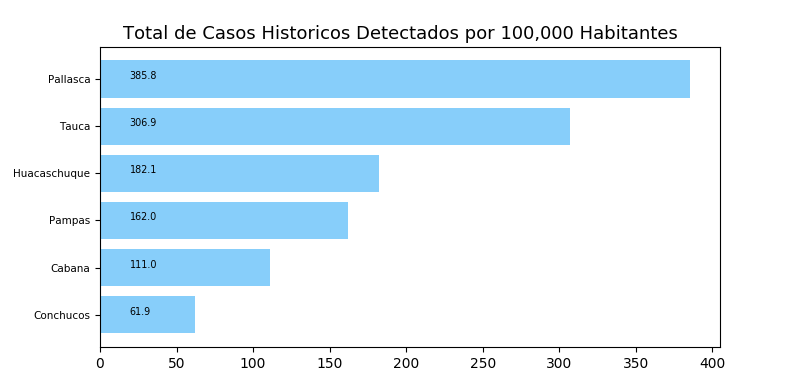 Total de Casos Historicos Detectados por 100,000 Habitantes
Pallasca 385.8
Tauca 306.9
Huacaschuque 182.1
Pampas 162.0
Cabana 111.0
Conchucos 61.9
0 50 100 150 200 250 300 350 400